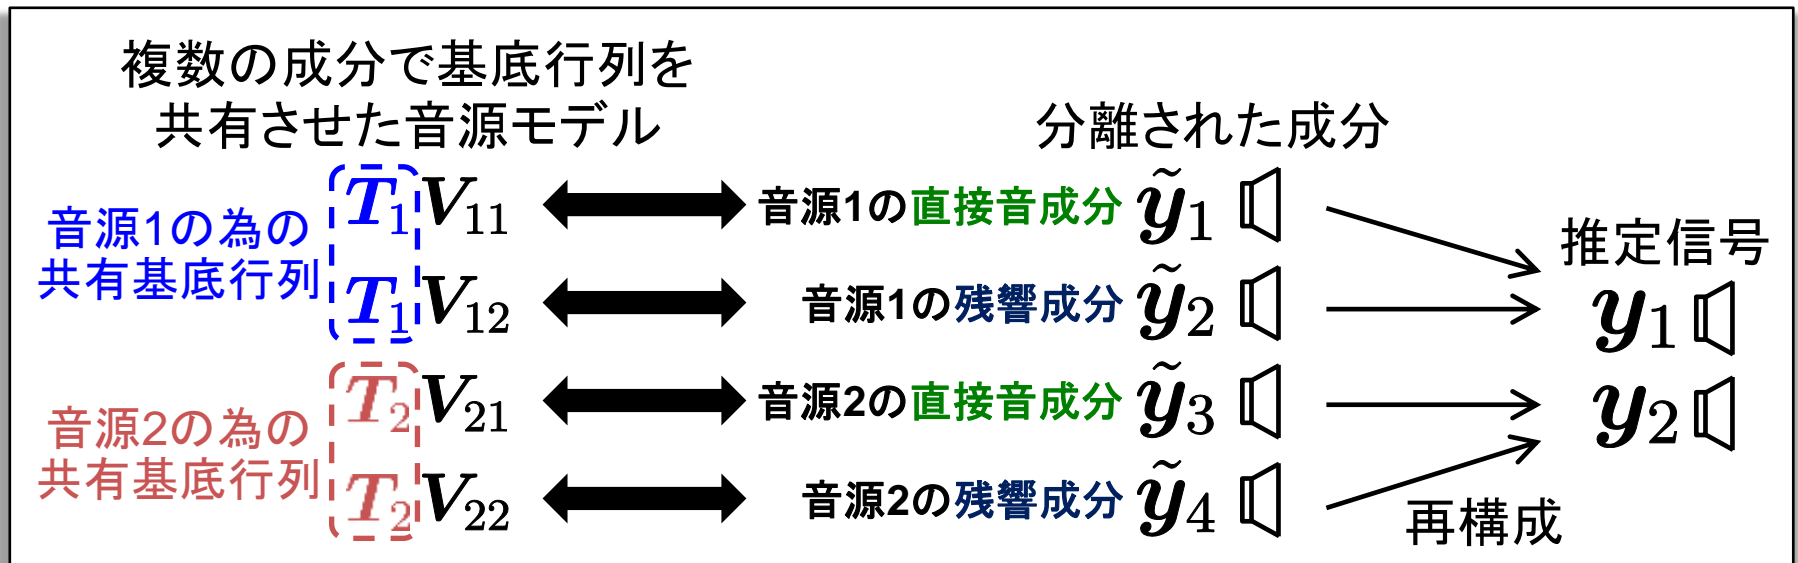 複数の成分で基底行列を
共有させた音源モデル
分離された成分
音源1の為の
共有基底行列
T₁ V₁₁
音源1の直接音成分 ỹ₁
T₁ V₁₂
音源1の残響成分 ỹ₂
音源2の為の
共有基底行列
T₂ V₂₁
音源2の直接音成分 ỹ₃
T₂ V₂₂
音源2の残響成分 ỹ₄
推定信号
y₁
y₂
再構成